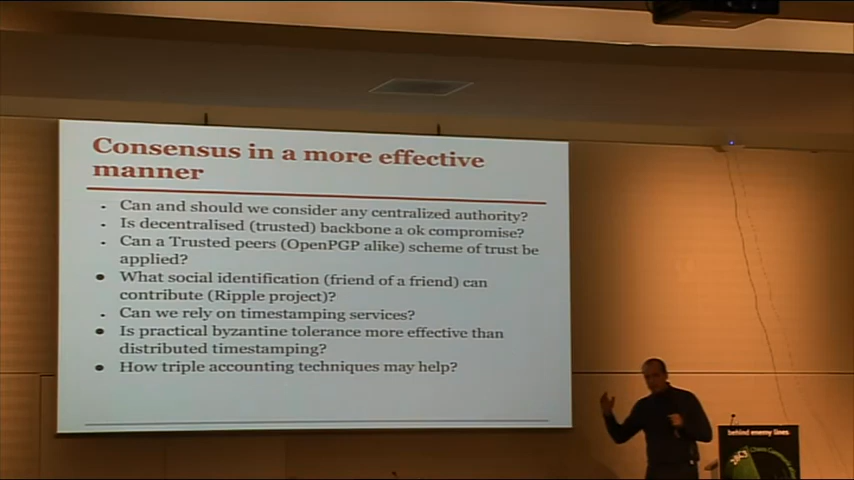 Consensus in a more effective
manner
Can and should we consider any centralized authority?
Is decentralised (trusted) backbone a ok compromise?
Can a Trusted peers (OpenPGP alike) scheme of trust be
applied?
What social identification (friend of a friend) can
contribute (Ripple project)?
Can we rely on timestamping services?
Is practical byzantine tolerance more effective than
distributed timestamping?
How triple accounting techniques may help?
behind enemy lines